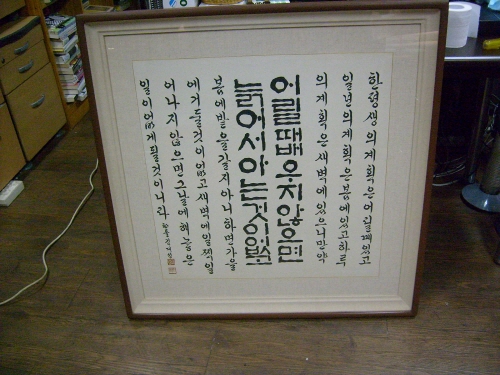 한평생의계획은어릴때에있고
일년의계획은봄에있고하루
의계획은새벽에있으니만약
어릴때배우지않으면
늙어서아는것이없고
봄에밭을갈지아니하면가을
에거둘것이없고새벽에일찍일
어나지않으면그날에해놓은
일이없게될것이니라